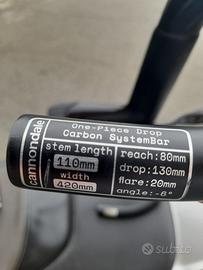 cannondale
One-Piece Drop
Carbon SystemBar
stem length
110mm
width
420mm
reach:80mm
drop:130mm
flare:20mm
angle:-6°
subito